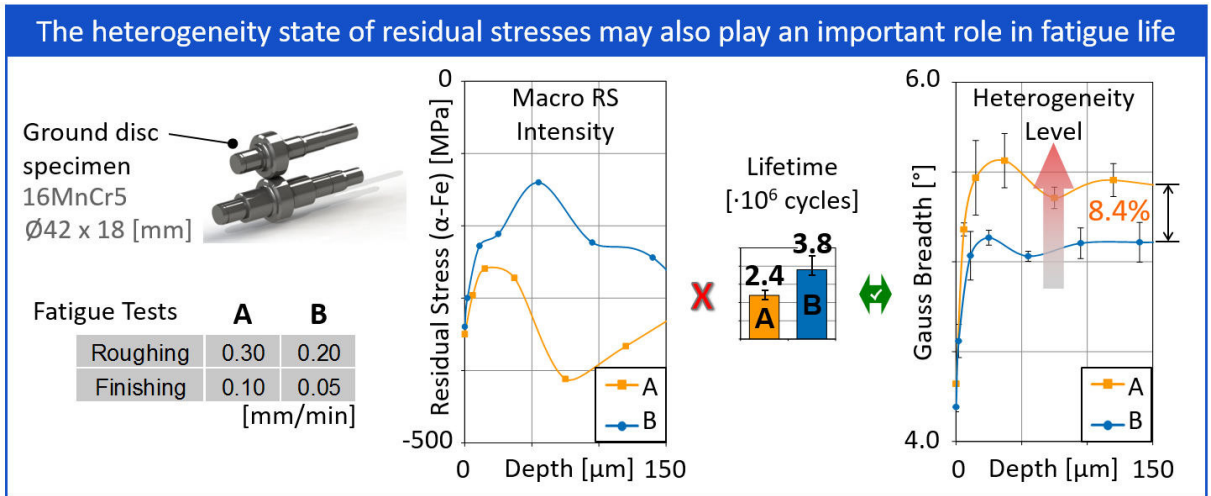 The heterogeneity state of residual stresses may also play an important role in fatigue life
Ground disc
specimen
16MnCr5
Ø42 x 18 [mm]
Fatigue Tests A B
Roughing 0.30 0.20
Finishing 0.10 0.05
[mm/min]
Residual Stress (α-Fe) [MPa]
0
-500
Macro RS
Intensity
A
B
0 Depth [µm] 150
X
Lifetime
[·10⁶ cycles]
2.4
3.8
A
B
Gauss Breadth [°]
6.0
4.0
Heterogeneity
Level
8.4%
A
B
0 Depth [µm] 150